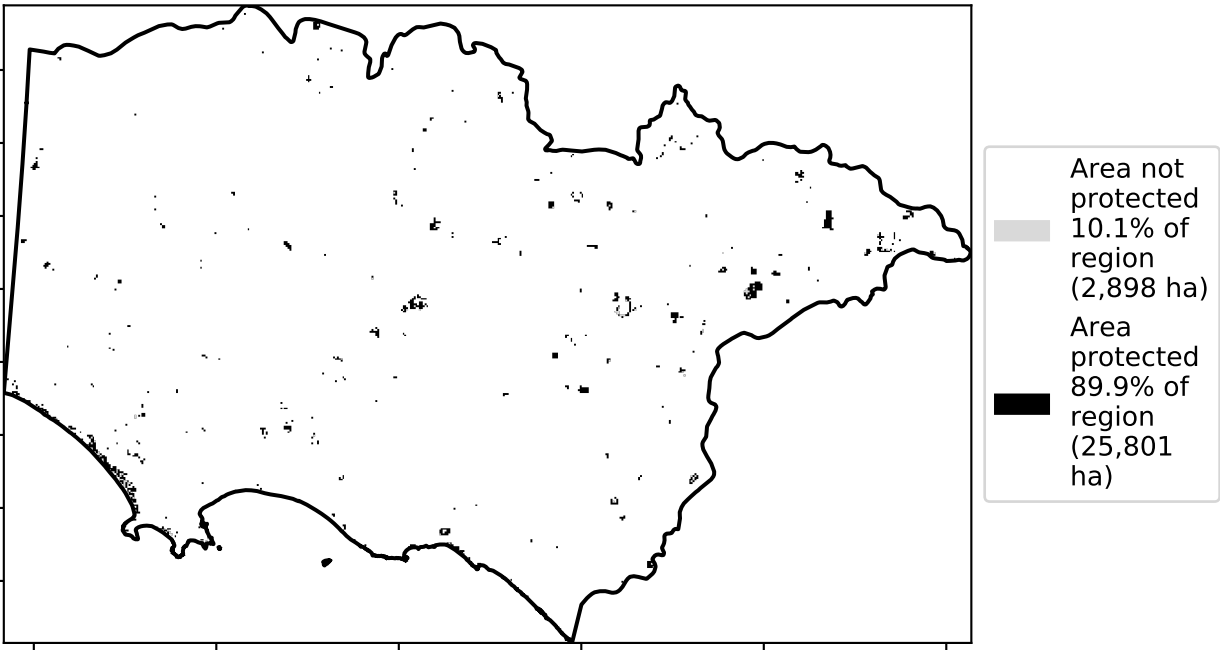 Area not
protected
10.1% of
region
(2,898 ha)
Area
protected
89.9% of
region
(25,801
ha)